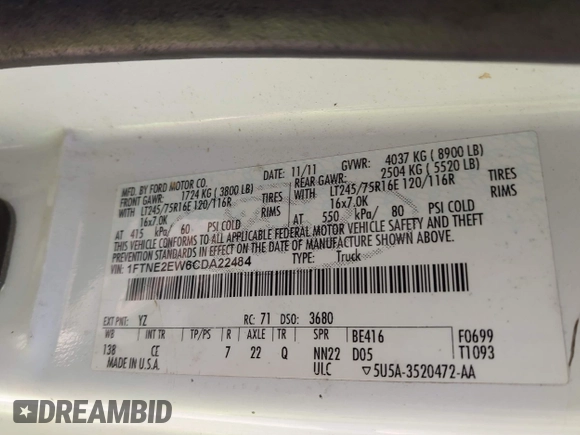 MFD. BY FORD MOTOR CO.
DATE: 11/11 GVWR: 4037 KG ( 8900 LB)
FRONT GAWR: 1724 KG ( 3800 LB) REAR GAWR: 2504 KG ( 5520 LB)
WITH LT245/75R16E 120/116R TIRES WITH LT245/75R16E 120/116R TIRES
16x7.0K RIMS 16x7.0K RIMS
AT 415 kPa/ 60 PSI COLD AT 550 kPa/ 80 PSI COLD
THIS VEHICLE CONFORMS TO ALL APPLICABLE FEDERAL MOTOR VEHICLE SAFETY AND
THEFT PREVENTION STANDARDS IN EFFECT ON THE DATE OF MANUFACTURE SHOWN ABOVE.
VIN: 1FTNE2EW6CDA22484 TYPE: Truck
EXT PNT: YZ RC: 71 DSO: 3680
WB INT TR TP/PS R AXLE TR SPR BE416 F0699
138 CE 7 22 Q NN22 D05 T1093
MADE IN U.S.A. ULC ▽5U5A-3520472-AA
DREAMBID